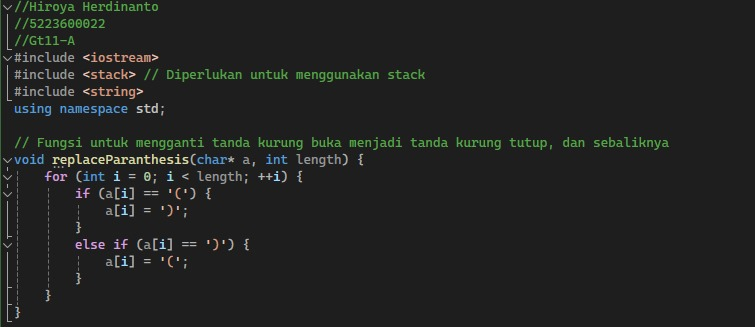 //Hiroya Herdinanto
//5223600022
//Gt11-A
#include <iostream>
#include <stack> // Diperlukan untuk menggunakan stack
#include <string>
using namespace std;

// Fungsi untuk mengganti tanda kurung buka menjadi tanda kurung tutup, dan sebaliknya
void replaceParanthesis(char* a, int length) {
    for (int i = 0; i < length; ++i) {
        if (a[i] == '(') {
            a[i] = ')';
        }
        else if (a[i] == ')') {
            a[i] = '(';
        }
    }
}